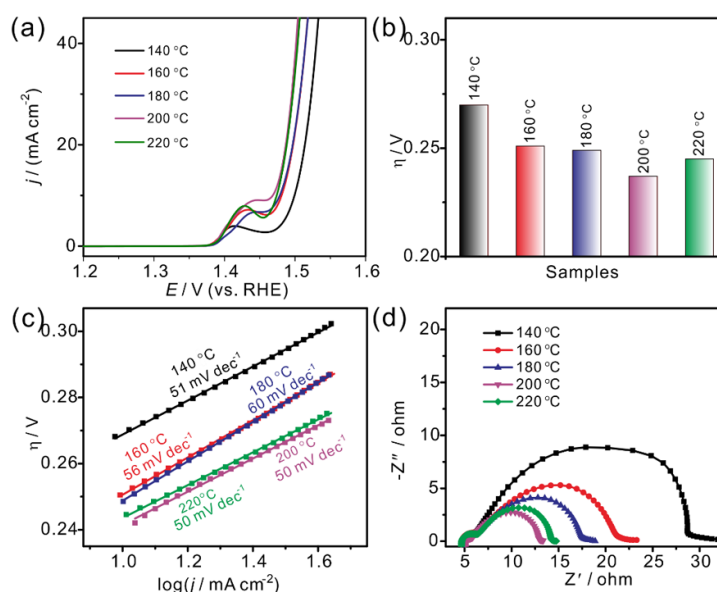 (a)
40
20
0
j / (mA cm⁻²)
140 °C
160 °C
180 °C
200 °C
220 °C
1.2 1.3 1.4 1.5 1.6
E / V (vs. RHE)
(b)
0.30
0.25
0.20
η / V
140 °C
160 °C
180 °C
200 °C
220 °C
Samples
(c)
0.30
0.28
0.26
0.24
η / V
140 °C
51 mV dec⁻¹
180 °C
60 mV dec⁻¹
160 °C
56 mV dec⁻¹
200 °C
50 mV dec⁻¹
220°C
50 mV dec⁻¹
1.0 1.2 1.4 1.6
log(j / mA cm⁻²)
(d)
20
15
10
5
0
-Z″ / ohm
140 °C
160 °C
180 °C
200 °C
220 °C
5 10 15 20 25 30
Z′ / ohm